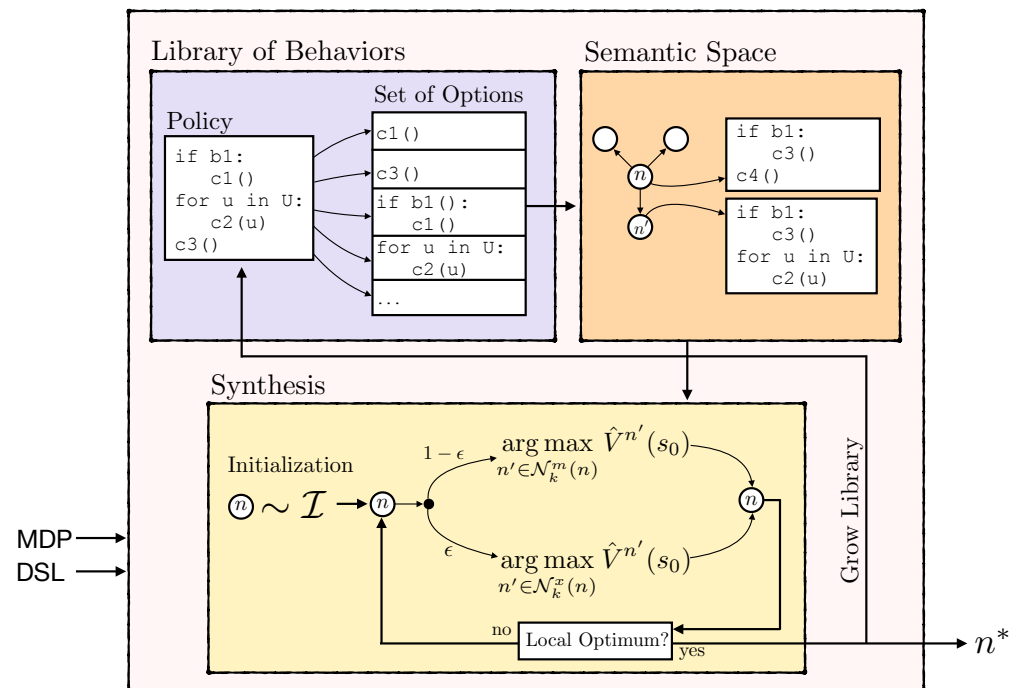 Library of Behaviors
Policy
if b1:
c1()
for u in U:
c2(u)
c3()
Set of Options
c1()
c3()
if b1():
c1()
for u in U:
c2(u)
...
Semantic Space
n
n′
if b1:
c3()
c4()
if b1:
c3()
for u in U:
c2(u)
MDP
DSL
Synthesis
Initialization
n ∼ I
n
1 − ϵ
arg max V̂^{n′}(s₀)
n′∈N_k^m(n)
ϵ
arg max V̂^{n′}(s₀)
n′∈N_k^x(n)
n
Local Optimum?
no
yes
Grow Library
n*